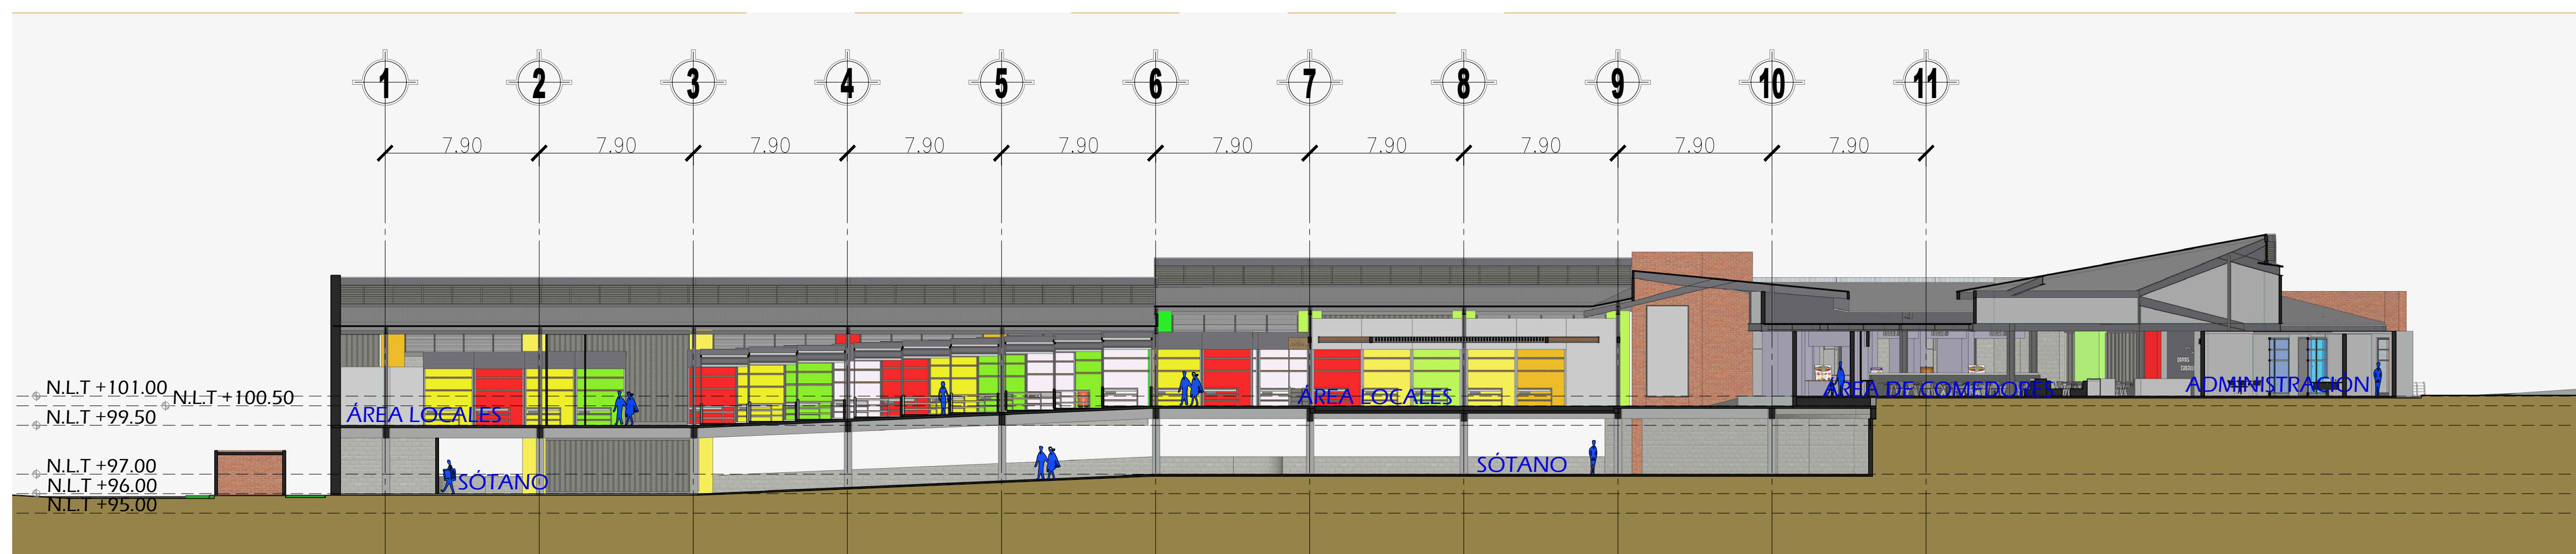 1 2 3 4 5 6 7 8 9 10 11
7.90 7.90 7.90 7.90 7.90 7.90 7.90 7.90 7.90 7.90
N.L.T +101.00
N.L.T +100.50
N.L.T +99.50
N.L.T +97.00
N.L.T +96.00
N.L.T +95.00
ÁREA LOCALES
ÁREA LOCALES
ÁREA DE COMEDORES
ADMINISTRACIÓN
SÓTANO
SÓTANO